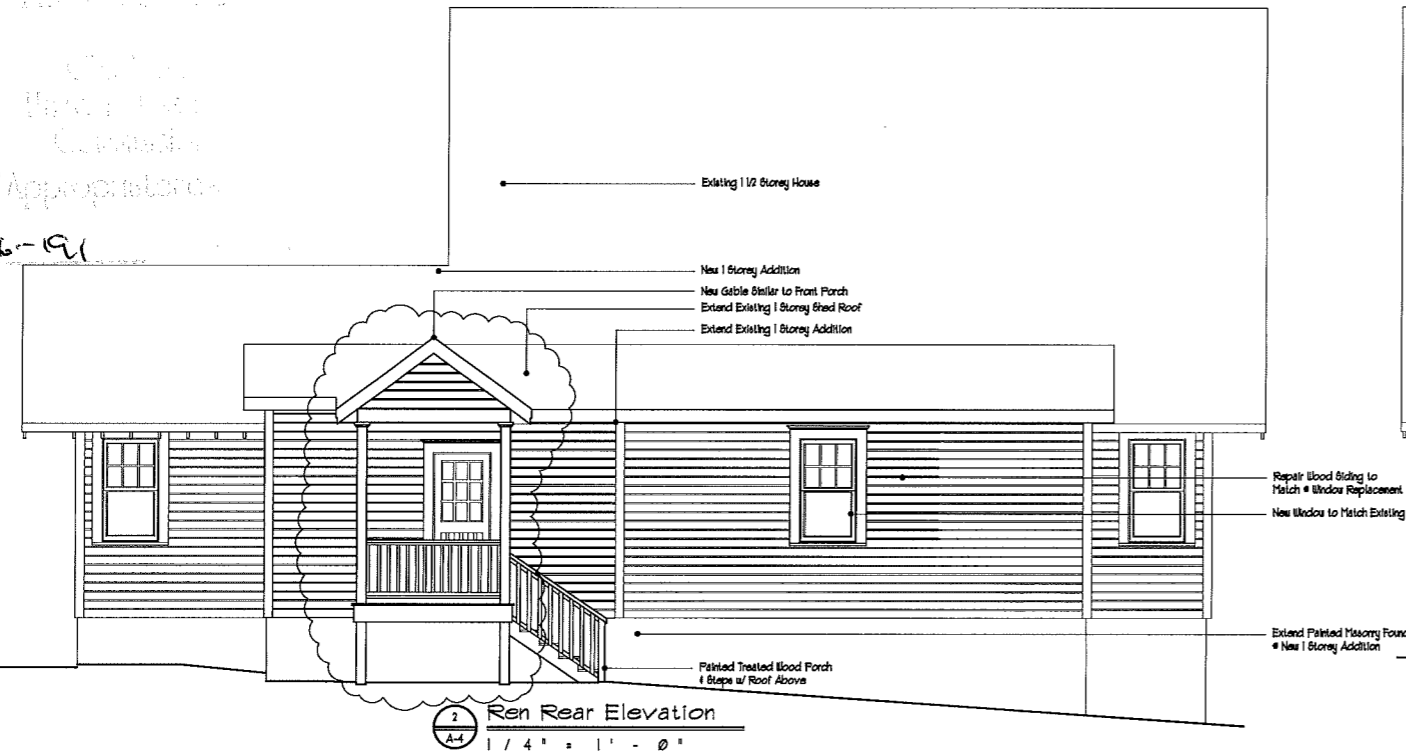 Appropriateness
6-191
Existing 1 1/2 Storey House
New 1 Storey Addition
New Gable Similar to Front Porch
Extend Existing 1 Storey Shed Roof
Extend Existing 1 Storey Addition
Repair Wood Siding to
Match @ Window Replacement
New Window to Match Existing
Extend Painted Masonry Found
@ New 1 Storey Addition
Painted Treated Wood Porch
& Steps w/ Roof Above
2
A-4
Ren Rear Elevation
1/4" = 1'-0"